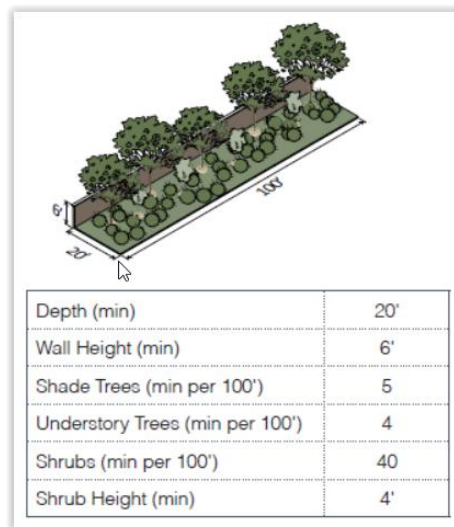 6'
20'
100'
Depth (min) 20'
Wall Height (min) 6'
Shade Trees (min per 100') 5
Understory Trees (min per 100') 4
Shrubs (min per 100') 40
Shrub Height (min) 4'